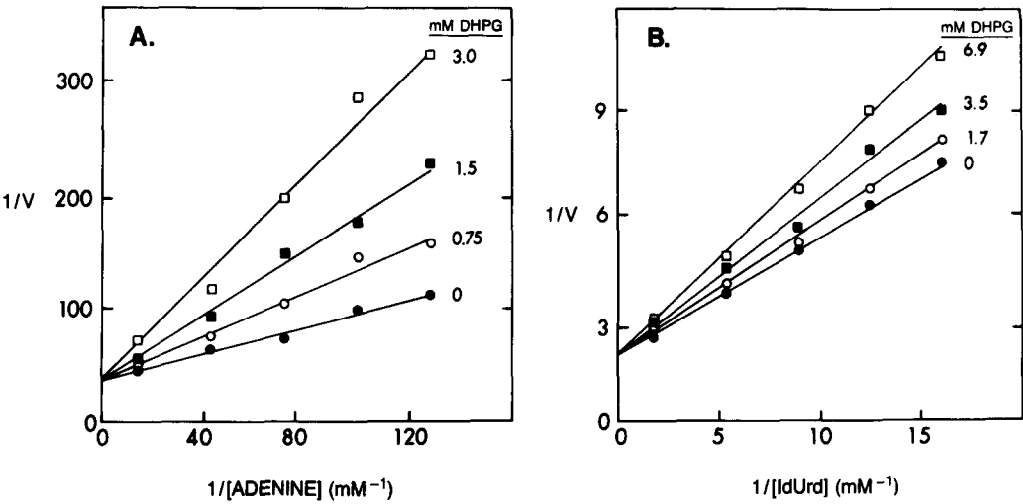 A.
mM DHPG
3.0
1.5
0.75
0
300
200
100
0
1/V
0 40 80 120
1/[ADENINE] (mM⁻¹)
B.
mM DHPG
6.9
3.5
1.7
0
9
6
3
0
1/V
0 5 10 15
1/[IdUrd] (mM⁻¹)